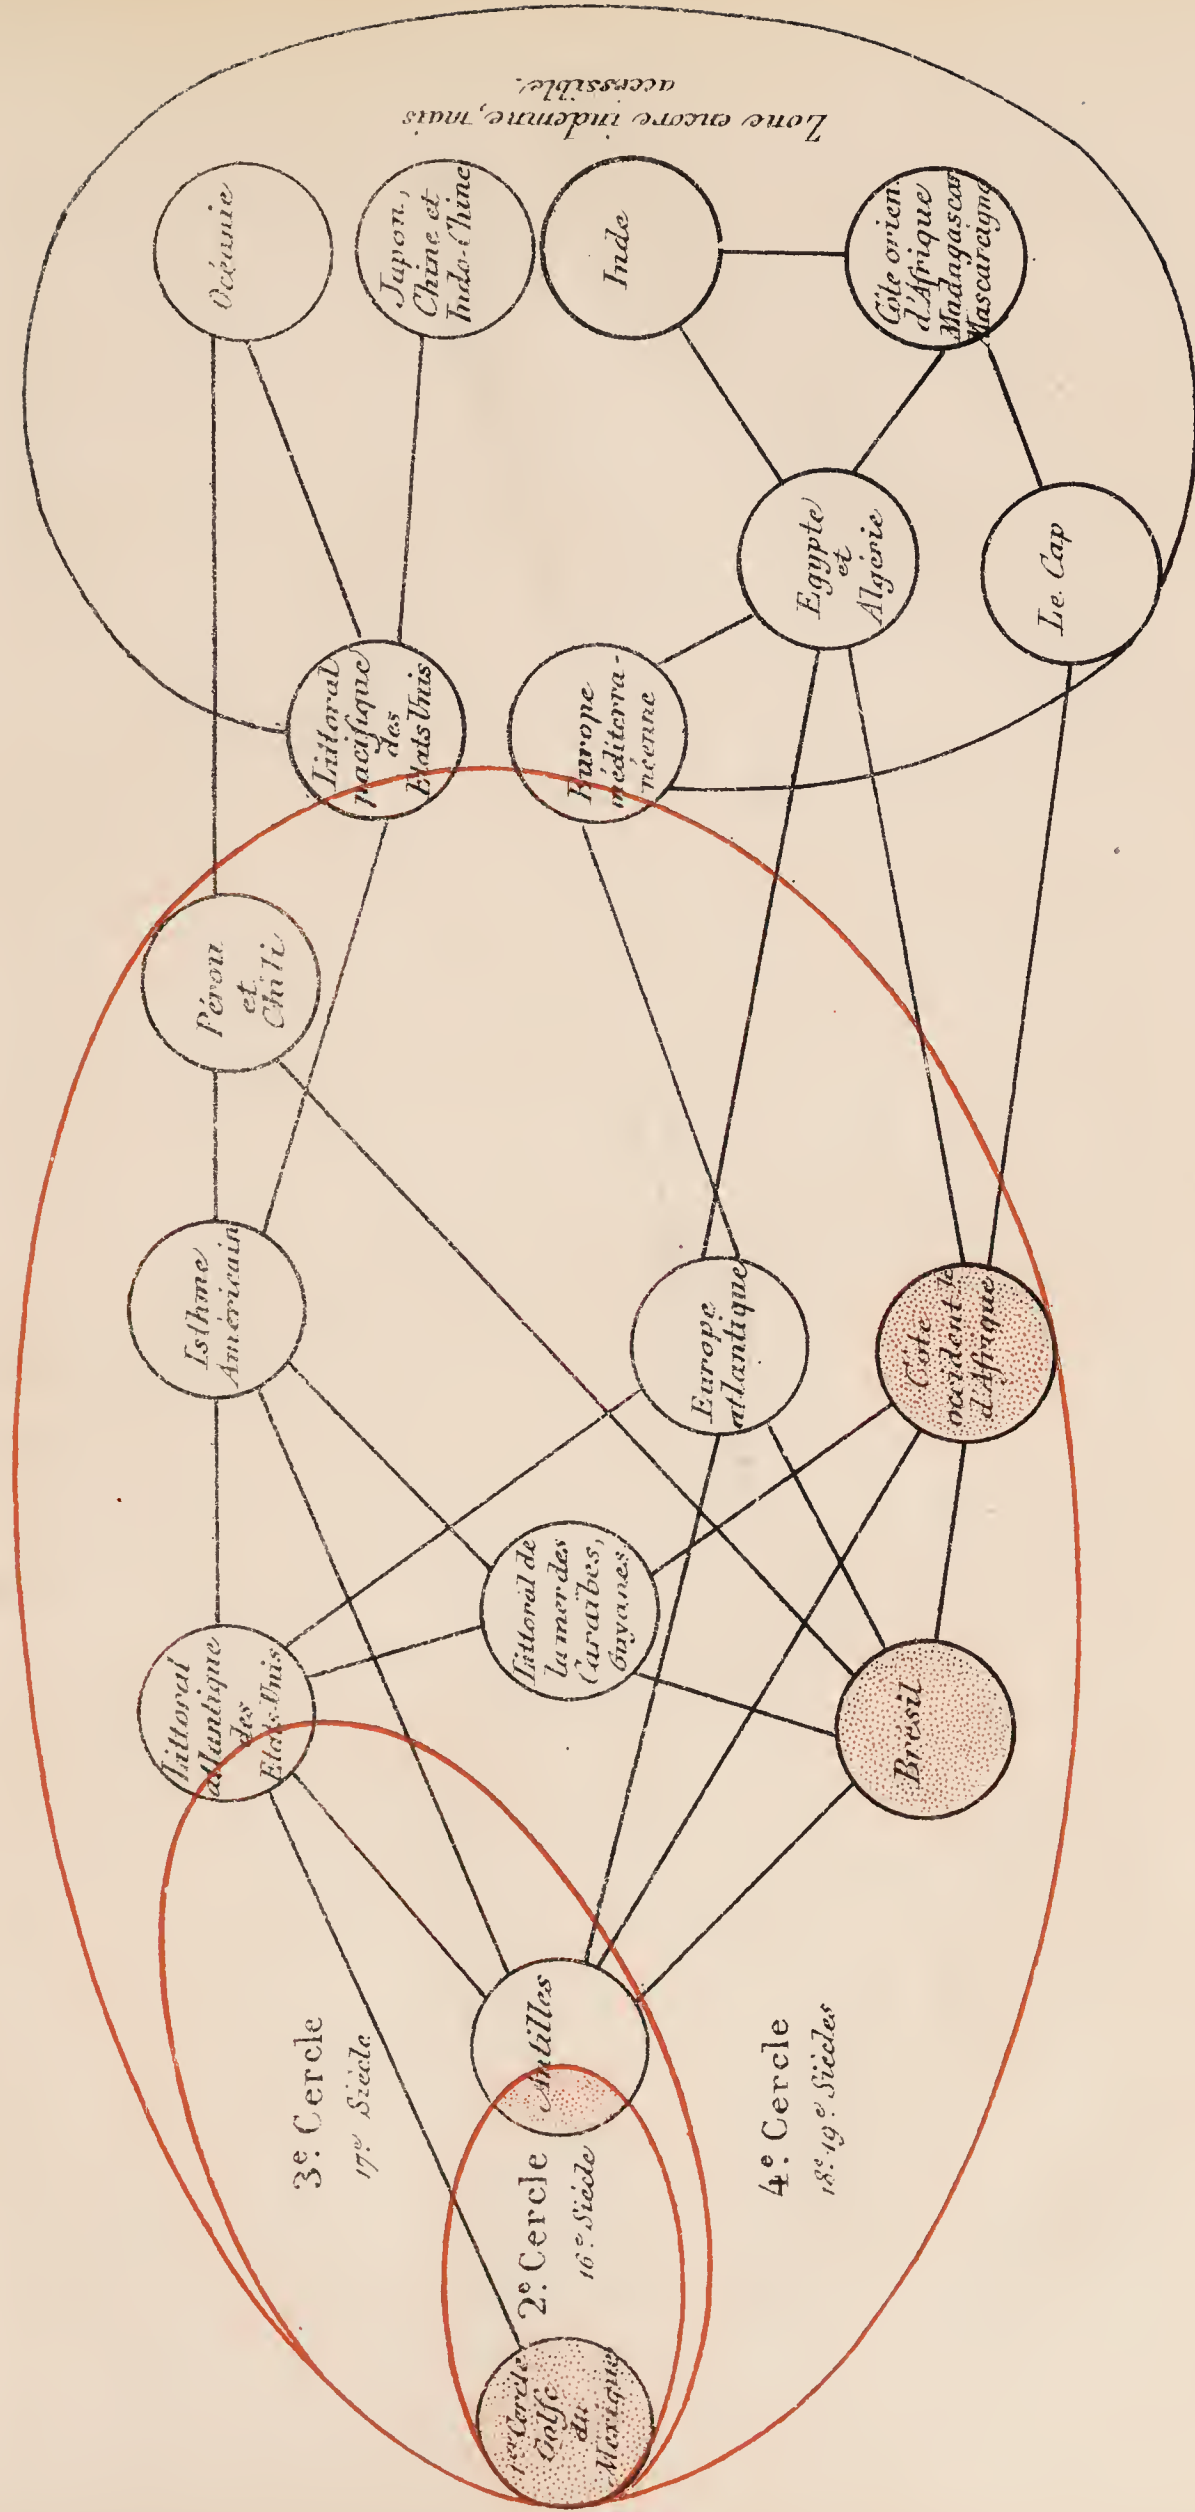 Zone encore indemne, mais
accessible.
Océanie
Japon,
Chine et
Indo-Chine
Inde
Côte orien.
d'Afrique
Madagascar
Mascareigne
Littoral
pacifique
des
Etats Unis
Europe
méditerra-
néenne
Egypte
et
Algérie
Le Cap
Pérou
et
Chili
Isthme
Américain
Europe
atlantique
Côte
occident le
d'Afrique
Littoral
atlantique
des
Etats-Unis
Littoral de
la mer des
Caraïbes,
Guyanes,
Brésil
Antilles
3e. Cercle
17e. Siècle
2e. Cercle
16e. Siècle
4e. Cercle
18e. 19e. Siècles
1er Cercle
Golfe
du
Mexique